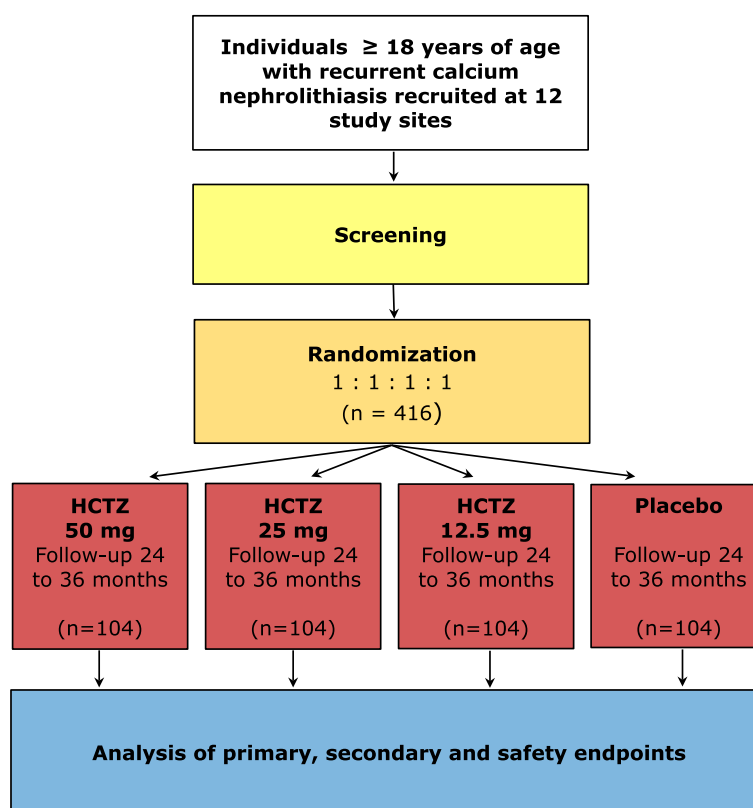 Individuals ≥ 18 years of age
with recurrent calcium
nephrolithiasis recruited at 12
study sites
Screening
Randomization
1 : 1 : 1 : 1
(n = 416)
HCTZ
50 mg
Follow-up 24
to 36 months
(n=104)
HCTZ
25 mg
Follow-up 24
to 36 months
(n=104)
HCTZ
12.5 mg
Follow-up 24
to 36 months
(n=104)
Placebo
Follow-up 24
to 36 months
(n=104)
Analysis of primary, secondary and safety endpoints